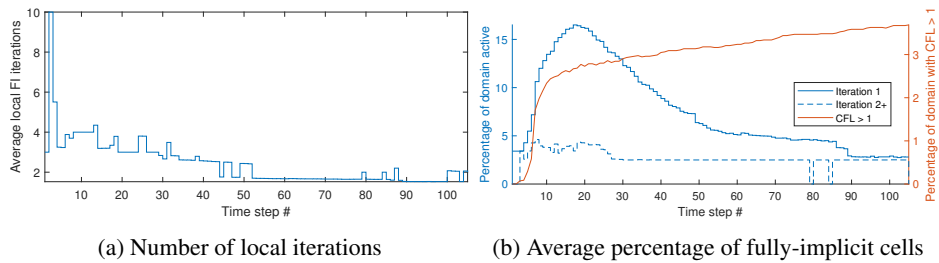 Average local FI iterations
10
8
6
4
2
10 20 30 40 50 60 70 80 90 100
Time step #
(a) Number of local iterations
Percentage of domain active
15
10
5
0
Iteration 1
Iteration 2+
CFL > 1
3
2
1
0
Percentage of domain with CFL > 1
10 20 30 40 50 60 70 80 90 100
Time step #
(b) Average percentage of fully-implicit cells